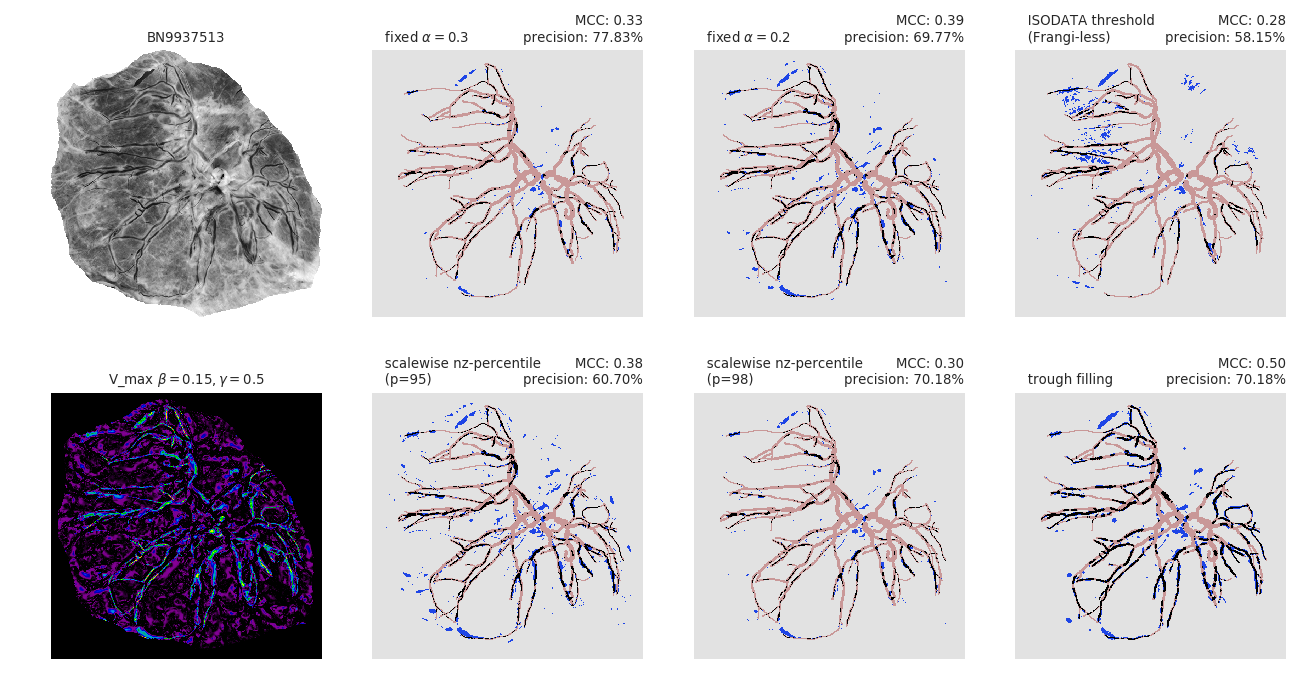 BN9937513
MCC: 0.33
fixed α = 0.3 precision: 77.83%
MCC: 0.39
fixed α = 0.2 precision: 69.77%
ISODATA threshold MCC: 0.28
(Frangi-less) precision: 58.15%
V_max β = 0.15, γ = 0.5
scalewise nz-percentile MCC: 0.38
(p=95) precision: 60.70%
scalewise nz-percentile MCC: 0.30
(p=98) precision: 70.18%
MCC: 0.50
trough filling precision: 70.18%